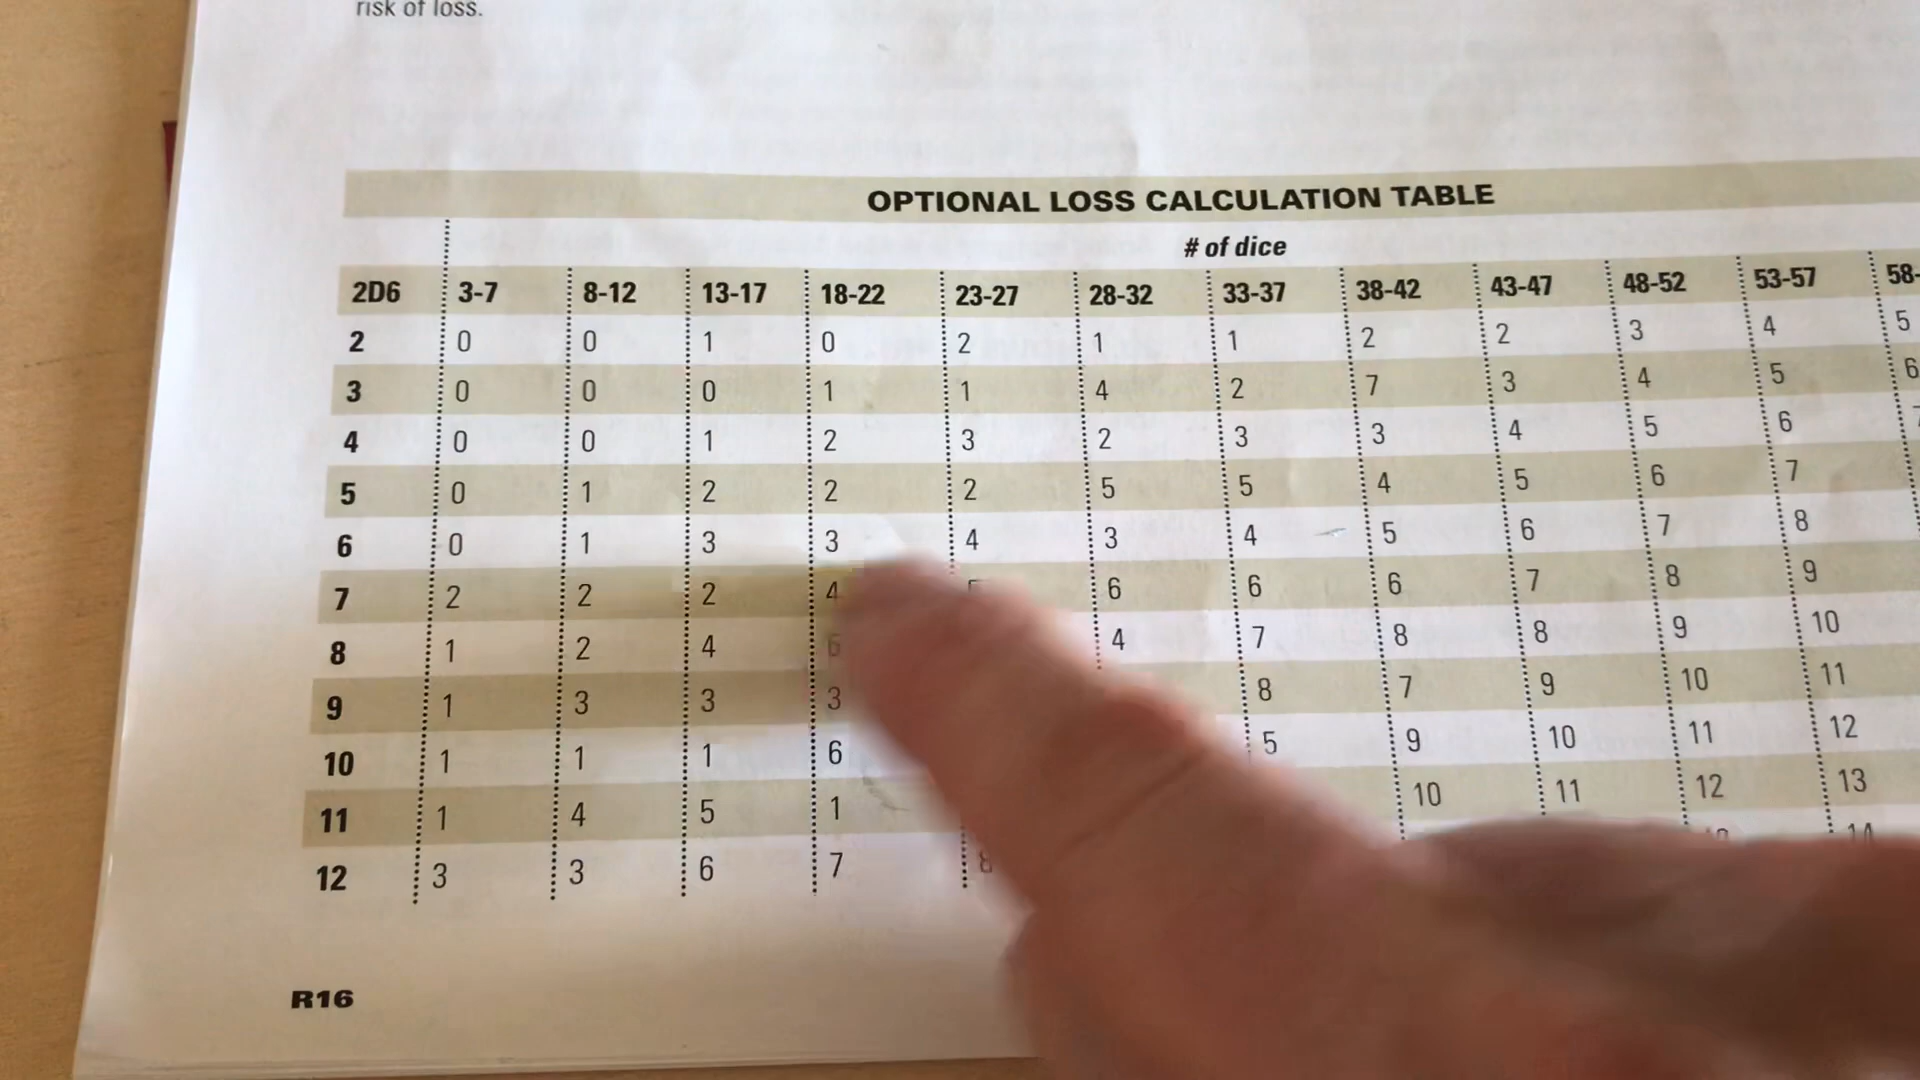 risk of loss.
OPTIONAL LOSS CALCULATION TABLE
# of dice
2D6 3-7 8-12 13-17 18-22 23-27 28-32 33-37 38-42 43-47 48-52 53-57 58-
2 0 0 1 0 2 1 1 2 2 3 4 5
3 0 0 0 1 1 4 2 7 3 4 5 6
4 0 0 1 2 3 2 3 3 4 5 6
5 0 1 2 2 2 5 5 4 5 6 7
6 0 1 3 3 4 3 4 5 6 7 8
7 2 2 2 4 6 6 6 7 8 9
8 1 2 4 6 4 7 8 8 9 10
9 1 3 3 3 8 7 9 10 11
10 1 1 1 6 5 9 10 11 12
11 1 4 5 1 10 11 12 13
12 3 3 6 7 8
R16